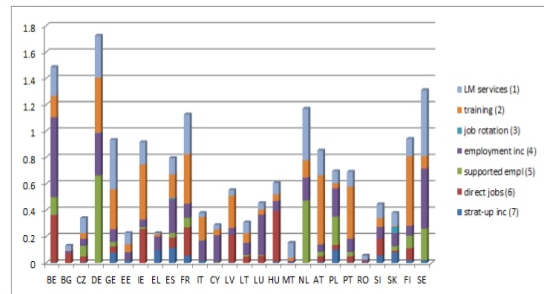 1.8
1.6
1.4
1.2
1
0.8
0.6
0.4
0.2
0
BE BG CZ DE GE EE IE EL ES FR IT CY LV LT LU HU MT NL AT PL PT RO SI SK FI SE
LM services (1)
training (2)
job rotation (3)
employment inc (4)
supported empl (5)
direct jobs (6)
strat-up inc (7)